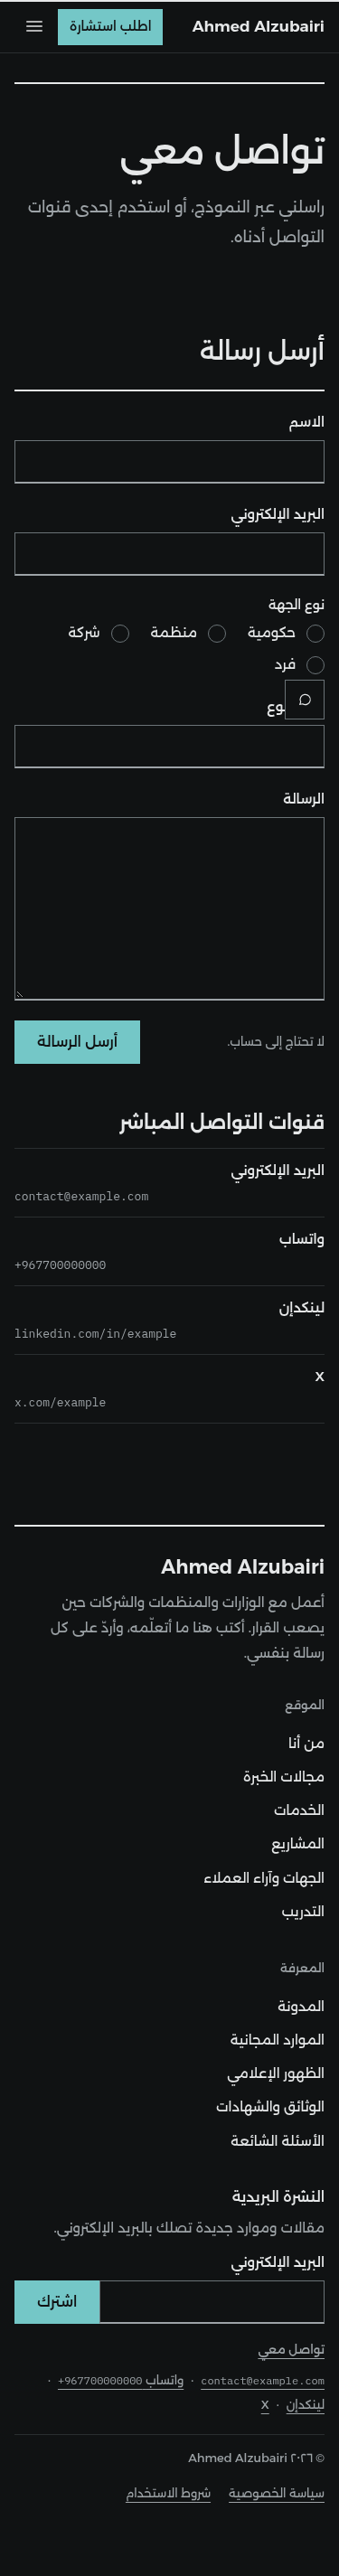 Ahmed Alzubairi
اطلب استشارة
تواصل معي
راسلني عبر النموذج، أو استخدم إحدى قنوات
التواصل أدناه.
أرسل رسالة
الاسم
البريد الإلكتروني
نوع الجهة
حكومية
منظمة
شركة
فرد
الرسالة
لا تحتاج إلى حساب.
أرسل الرسالة
قنوات التواصل المباشر
البريد الإلكتروني
contact@example.com
واتساب
+967700000000
لينكدإن
linkedin.com/in/example
X
x.com/example
Ahmed Alzubairi
أعمل مع الوزارات والمنظمات والشركات حين
يصعب القرار. أكتب هنا ما أتعلّمه، وأردّ على كل
رسالة بنفسي.
الموقع
من أنا
مجالات الخبرة
الخدمات
المشاريع
الجهات وآراء العملاء
التدريب
المعرفة
المدونة
الموارد المجانية
الظهور الإعلامي
الوثائق والشهادات
الأسئلة الشائعة
النشرة البريدية
مقالات وموارد جديدة تصلك بالبريد الإلكتروني.
البريد الإلكتروني
اشترك
تواصل معي
contact@example.com · واتساب +967700000000 ·
لينكدإن · X
© ٢٠٢٦ Ahmed Alzubairi
سياسة الخصوصية
شروط الاستخدام